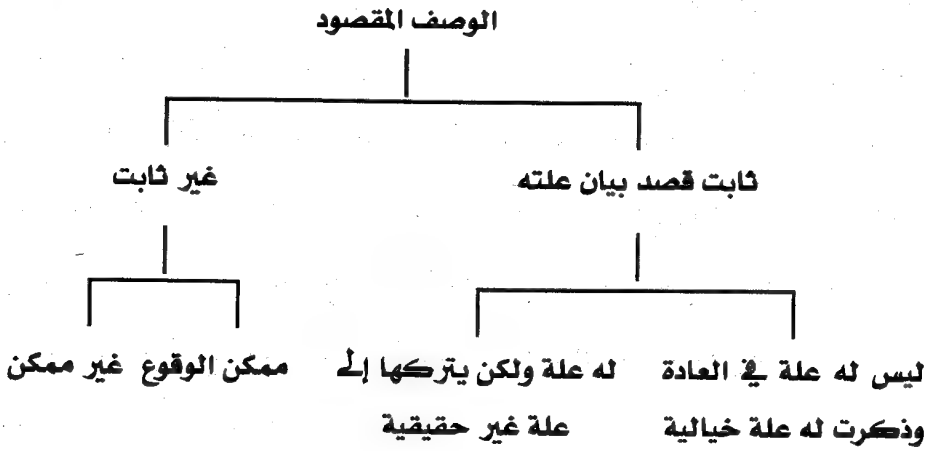 الوصف المقصود
ثابت قصد بيان علته
غير ثابت
ليس له علة في العادة
وذكرت له علة خيالية
له علة ولكن يتركها إلى
علة غير حقيقية
ممكن الوقوع
غير ممكن